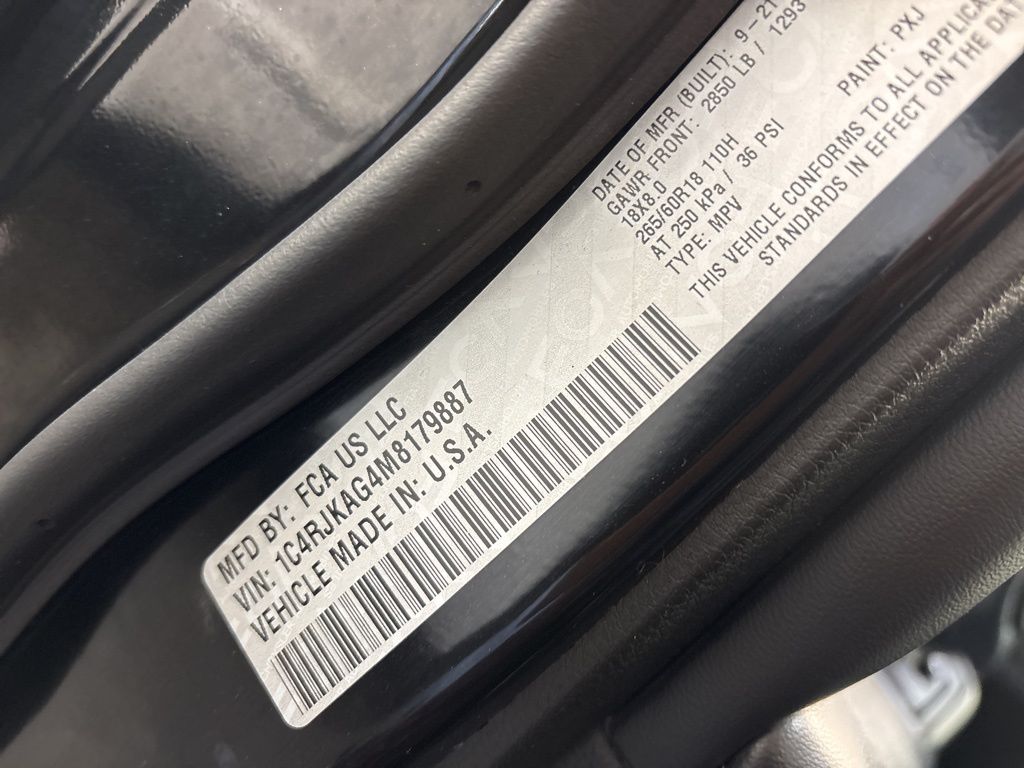 MFD BY: FCA US LLC
VIN: 1C4RJKAG4M8179887
VEHICLE MADE IN: U.S.A.
DATE OF MFR (BUILT): 9-21
GAWR FRONT: 2850 LB / 1293
18X8.0
265/60R18 110H
AT 250 kPa / 36 PSI
TYPE: MPV PAINT: PXJ
THIS VEHICLE CONFORMS TO ALL
STANDARDS IN EFFECT ON THE